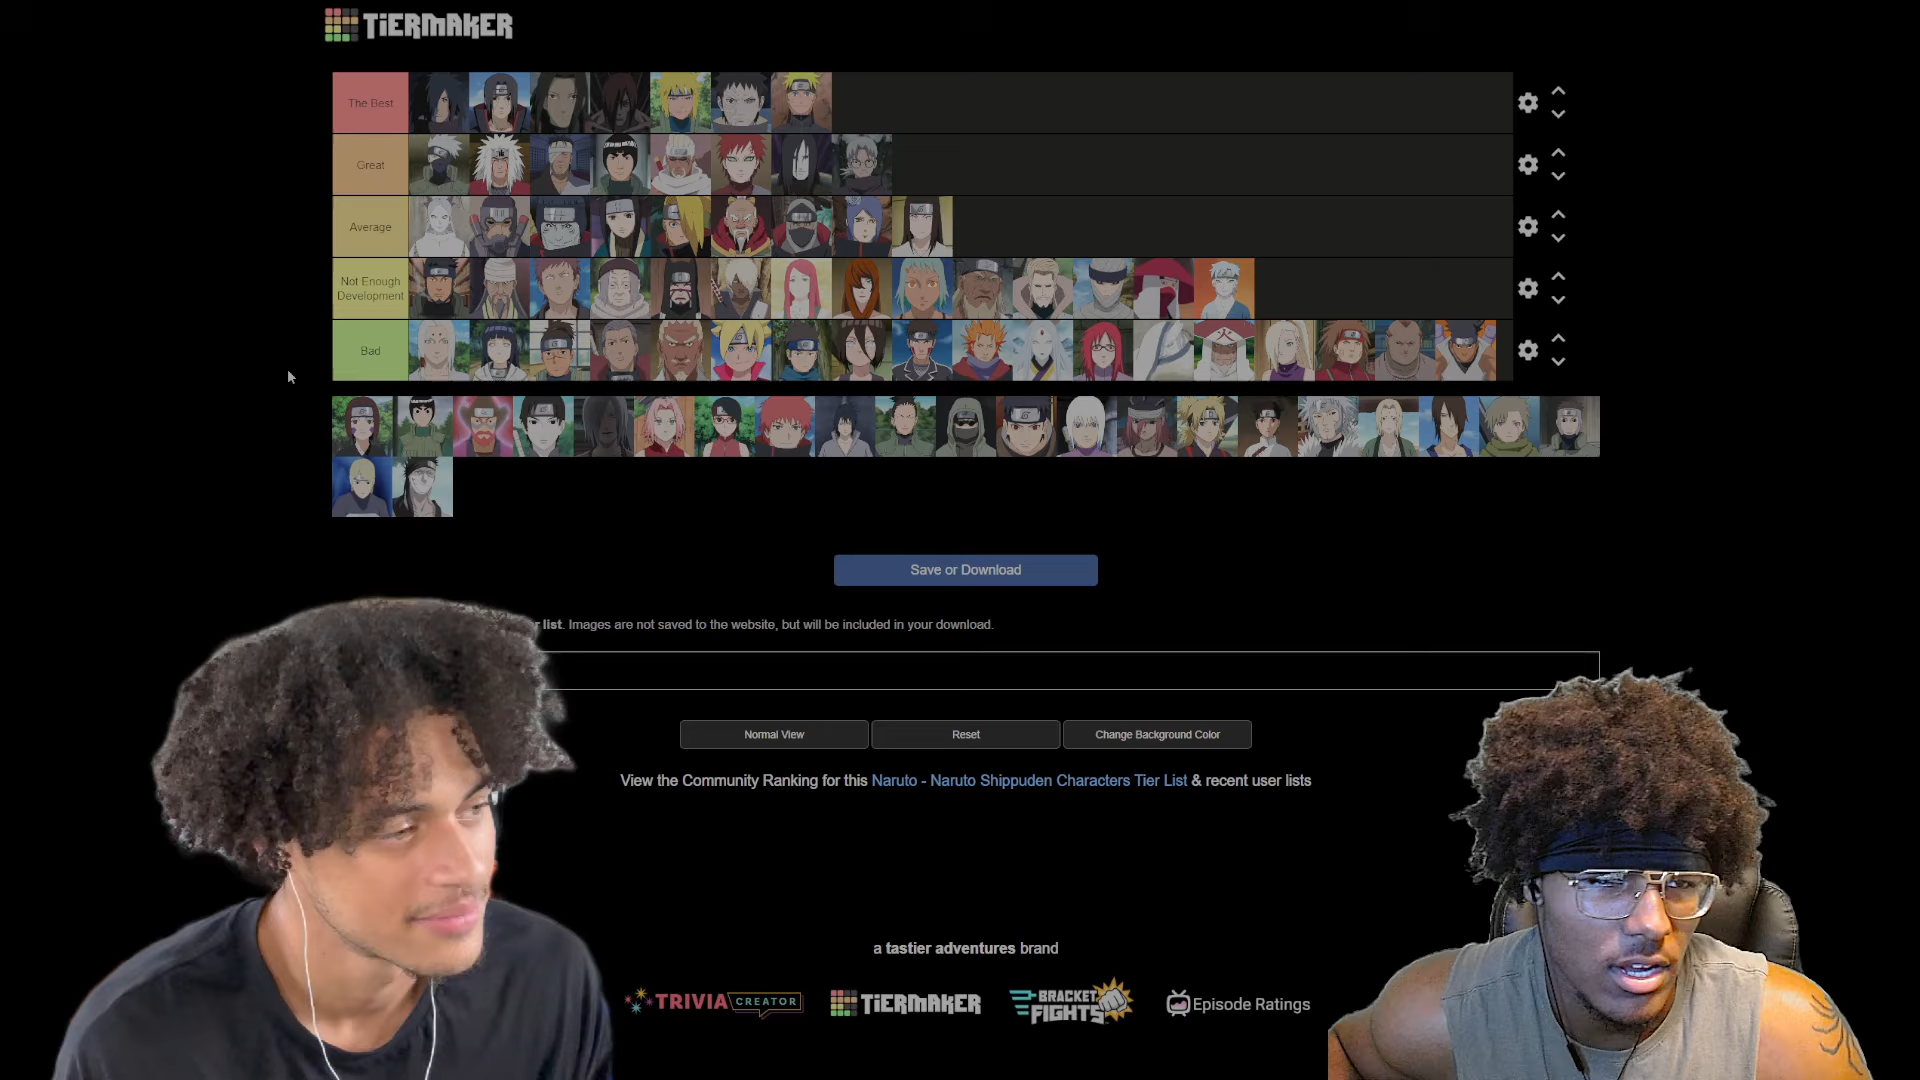 TiERMAKER
The Best
Great
Average
Not Enough
Development
Bad
Save or Download
r list. Images are not saved to the website, but will be included in your download.
Normal View
Reset
Change Background Color
View the Community Ranking for this Naruto - Naruto Shippuden Characters Tier List & recent user lists
a tastier adventures brand
TRIVIA CREATOR
TiERMAKER
BRACKET
FIGHTS
Episode Ratings